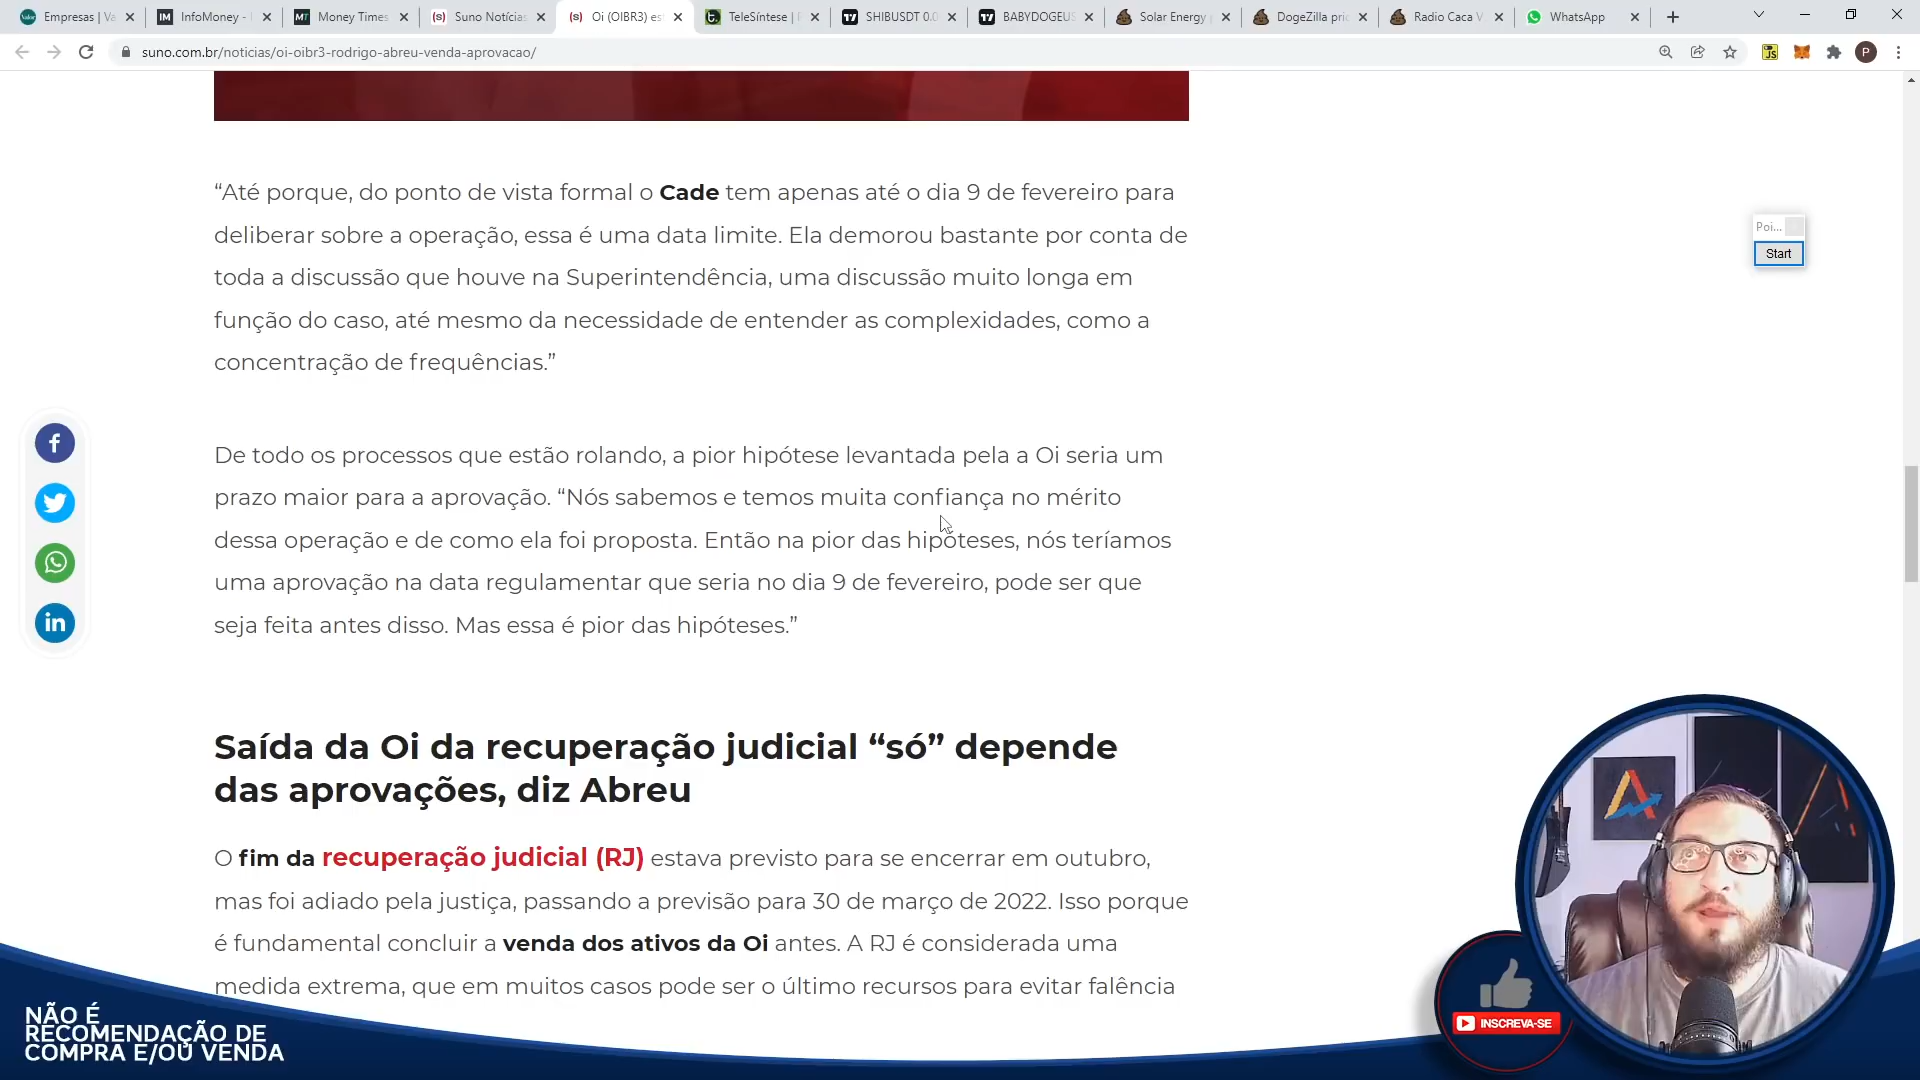 Empresas | Va
InfoMoney -
Money Times
Suno Notícias
Oi (OIBR3) es
TeleSíntese |
SHIBUSDT 0.0
BABYDOGEUS
Solar Energy
DogeZilla pric
Radio Caca V
WhatsApp
suno.com.br/noticias/oi-oibr3-rodrigo-abreu-venda-aprovacao/
JS
P
Poi...
Start
“Até porque, do ponto de vista formal o Cade tem apenas até o dia 9 de fevereiro para
deliberar sobre a operação, essa é uma data limite. Ela demorou bastante por conta de
toda a discussão que houve na Superintendência, uma discussão muito longa em
função do caso, até mesmo da necessidade de entender as complexidades, como a
concentração de frequências.”
De todo os processos que estão rolando, a pior hipótese levantada pela a Oi seria um
prazo maior para a aprovação. “Nós sabemos e temos muita confiança no mérito
dessa operação e de como ela foi proposta. Então na pior das hipóteses, nós teríamos
uma aprovação na data regulamentar que seria no dia 9 de fevereiro, pode ser que
seja feita antes disso. Mas essa é pior das hipóteses.”
Saída da Oi da recuperação judicial “só” depende
das aprovações, diz Abreu
O fim da recuperação judicial (RJ) estava previsto para se encerrar em outubro,
mas foi adiado pela justiça, passando a previsão para 30 de março de 2022. Isso porque
é fundamental concluir a venda dos ativos da Oi antes. A RJ é considerada uma
medida extrema, que em muitos casos pode ser o último recursos para evitar falência
NÃO É
RECOMENDAÇÃO DE
COMPRA E/OU VENDA
INSCREVA-SE